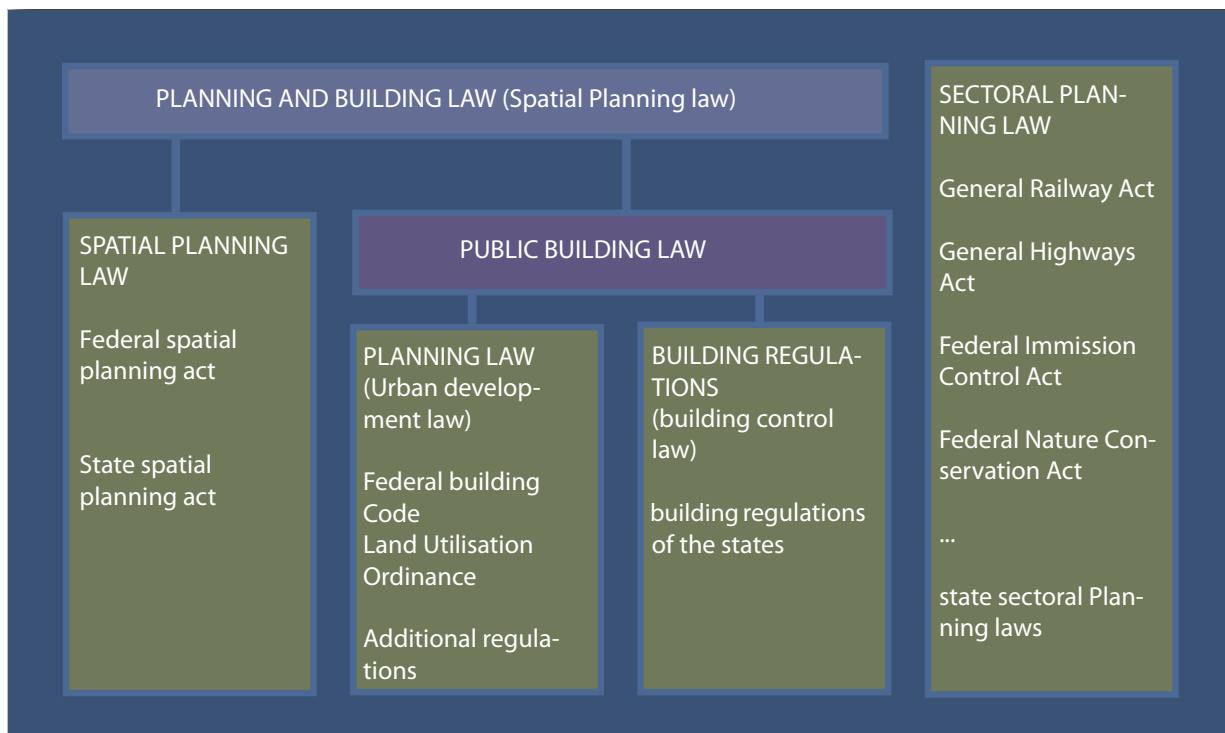 PLANNING AND BUILDING LAW (Spatial Planning law)
SPATIAL PLANNING
LAW
Federal spatial
planning act
State spatial
planning act
PUBLIC BUILDING LAW
PLANNING LAW
(Urban develop-
ment law)
Federal building
Code
Land Utilisation
Ordinance
Additional regula-
tions
BUILDING REGULA-
TIONS
(building control
law)
building regulations
of the states
SECTORAL PLAN-
NING LAW
General Railway Act
General Highways
Act
Federal Immission
Control Act
Federal Nature Con-
servation Act
...
state sectoral Plan-
ning laws